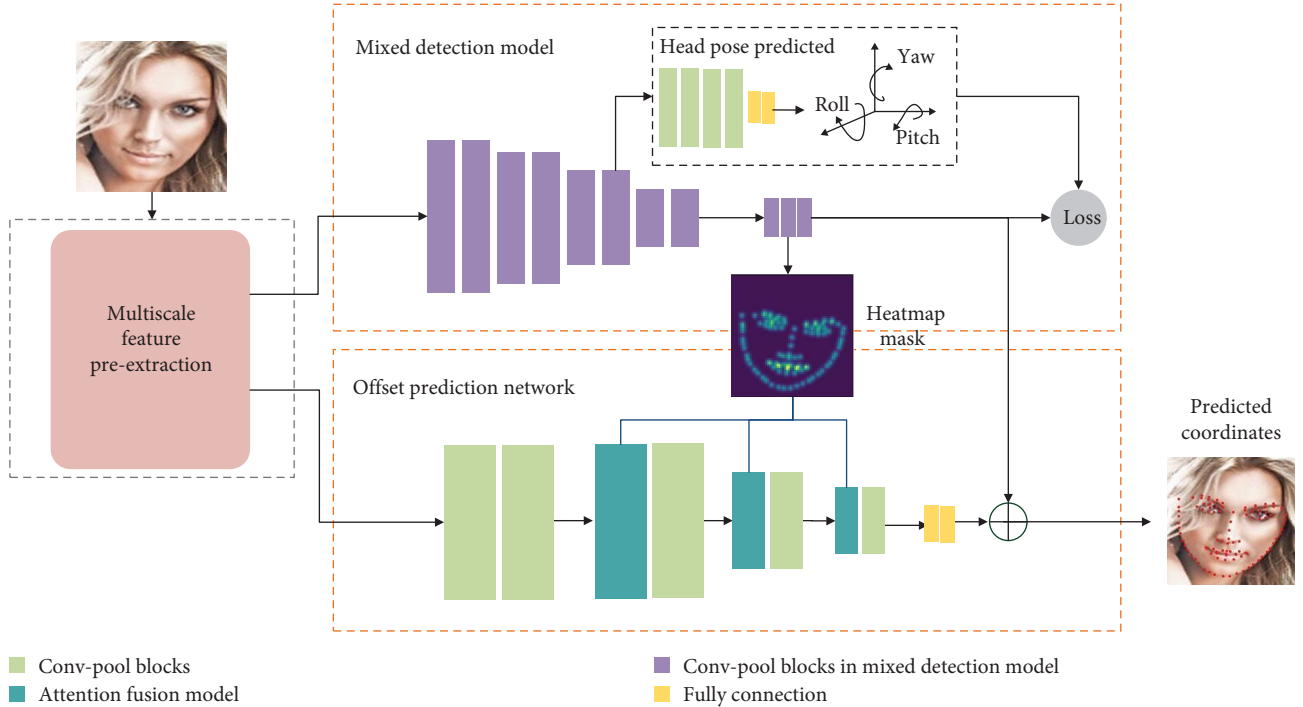 Mixed detection model
Head pose predicted
Yaw
Roll
Pitch
Loss
Multiscale
feature
pre-extraction
Heatmap
mask
Offset prediction network
Predicted
coordinates
Conv-pool blocks
Attention fusion model
Conv-pool blocks in mixed detection model
Fully connection